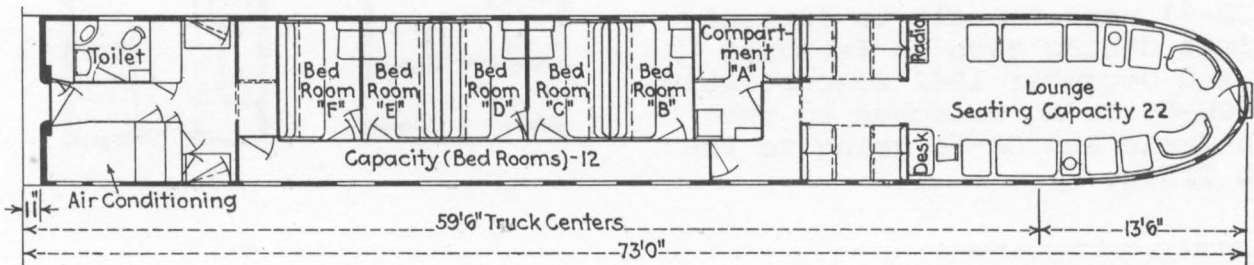 Toilet
Bed
Room
"F"
Bed
Room
"E"
Bed
Room
"D"
Bed
Room
"C"
Bed
Room
"B"
Compart-
ment
"A"
Radio
Lounge
Seating Capacity 22
Desk
Capacity (Bed Rooms)-12
11"
Air Conditioning
59'6" Truck Centers
13'6"
73'0"